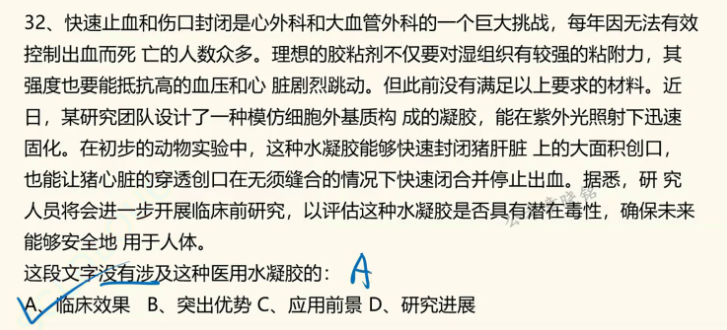 32、快速止血和伤口封闭是心外科和大血管外科的一个巨大挑战，每年因无法有效
控制出血而死 亡的人数众多。理想的胶粘剂不仅要对湿组织有较强的粘附力，其
强度也要能抵抗高的血压和心 脏剧烈跳动。但此前没有满足以上要求的材料。近
日，某研究团队设计了一种模仿细胞外基质构 成的凝胶，能在紫外光照射下迅速
固化。在初步的动物实验中，这种水凝胶能够快速封闭猪肝脏 上的大面积创口，
也能让猪心脏的穿透创口在无须缝合的情况下快速闭合并停止出血。据悉，研 究
人员将会进一步开展临床前研究，以评估这种水凝胶是否具有潜在毒性，确保未来
能够安全地 用于人体。
这段文字没有涉及这种医用水凝胶的： A
A、临床效果 B、突出优势 C、应用前景 D、研究进展